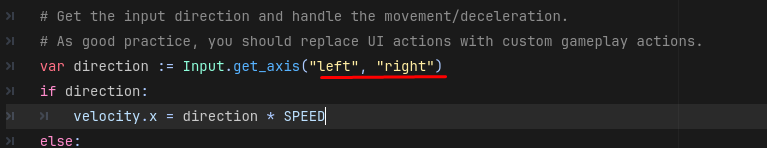 # Get the input direction and handle the movement/deceleration.
# As good practice, you should replace UI actions with custom gameplay actions.
var direction := Input.get_axis("left", "right")
if direction:
velocity.x = direction * SPEED
else: